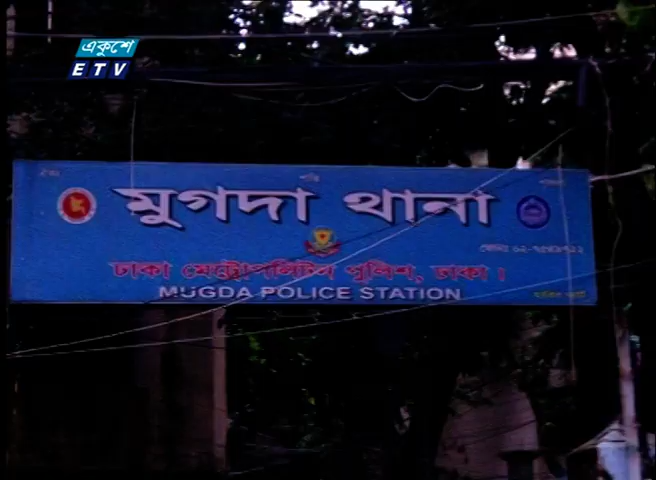 একুশে
ETV
মুগদা থানা
ঢাকা মেট্রোপলিটন পুলিশ, ঢাকা।
MUGDA POLICE STATION